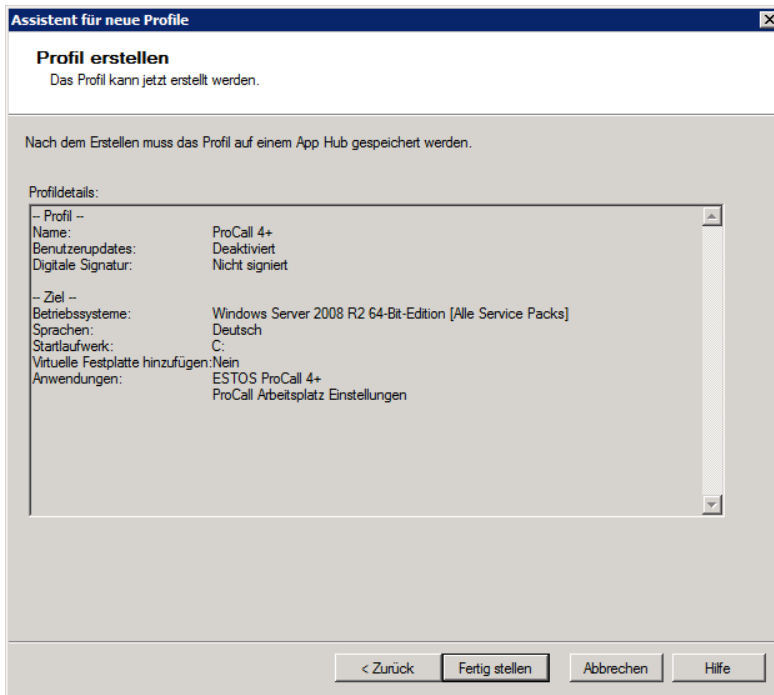 Assistent für neue Profile
Profil erstellen
Das Profil kann jetzt erstellt werden.
Nach dem Erstellen muss das Profil auf einem App Hub gespeichert werden.
Profildetails:
-- Profil --
Name: ProCall 4+
Benutzerupdates: Deaktiviert
Digitale Signatur: Nicht signiert
-- Ziel --
Betriebssysteme: Windows Server 2008 R2 64-Bit-Edition [Alle Service Packs]
Sprachen: Deutsch
Startlaufwerk: C:
Virtuelle Festplatte hinzufügen:Nein
Anwendungen: ESTOS ProCall 4+
ProCall Arbeitsplatz Einstellungen
< Zurück Fertig stellen Abbrechen Hilfe